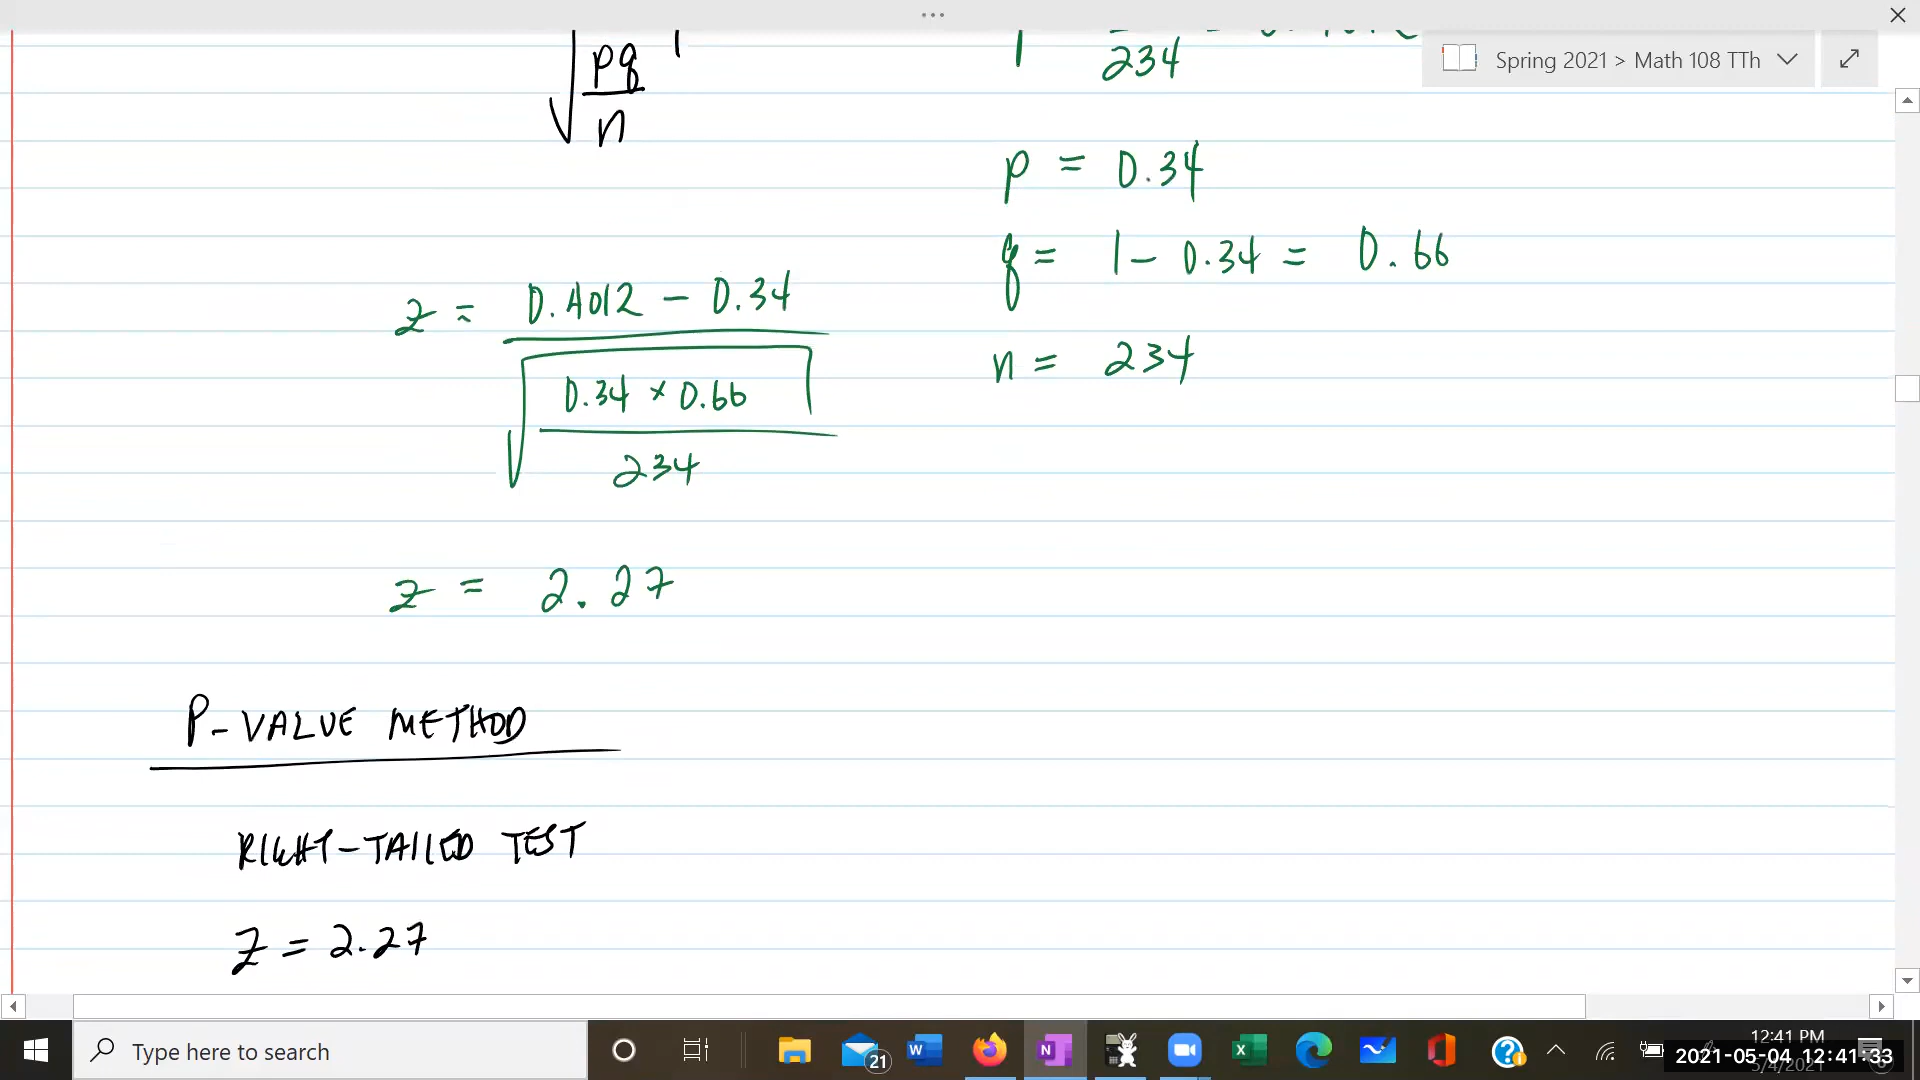 Spring 2021 > Math 108 TTh
pq
n
234
p = 0.34
q = 1 - 0.34 = 0.66
n = 234
z = 0.4012 - 0.34
√ 0.34 × 0.66
234
z = 2.27
P-VALUE METHOD
RIGHT-TAILED TEST
Z = 2.27
Type here to search
21
12:41 PM
2021-05-04 12:41:33